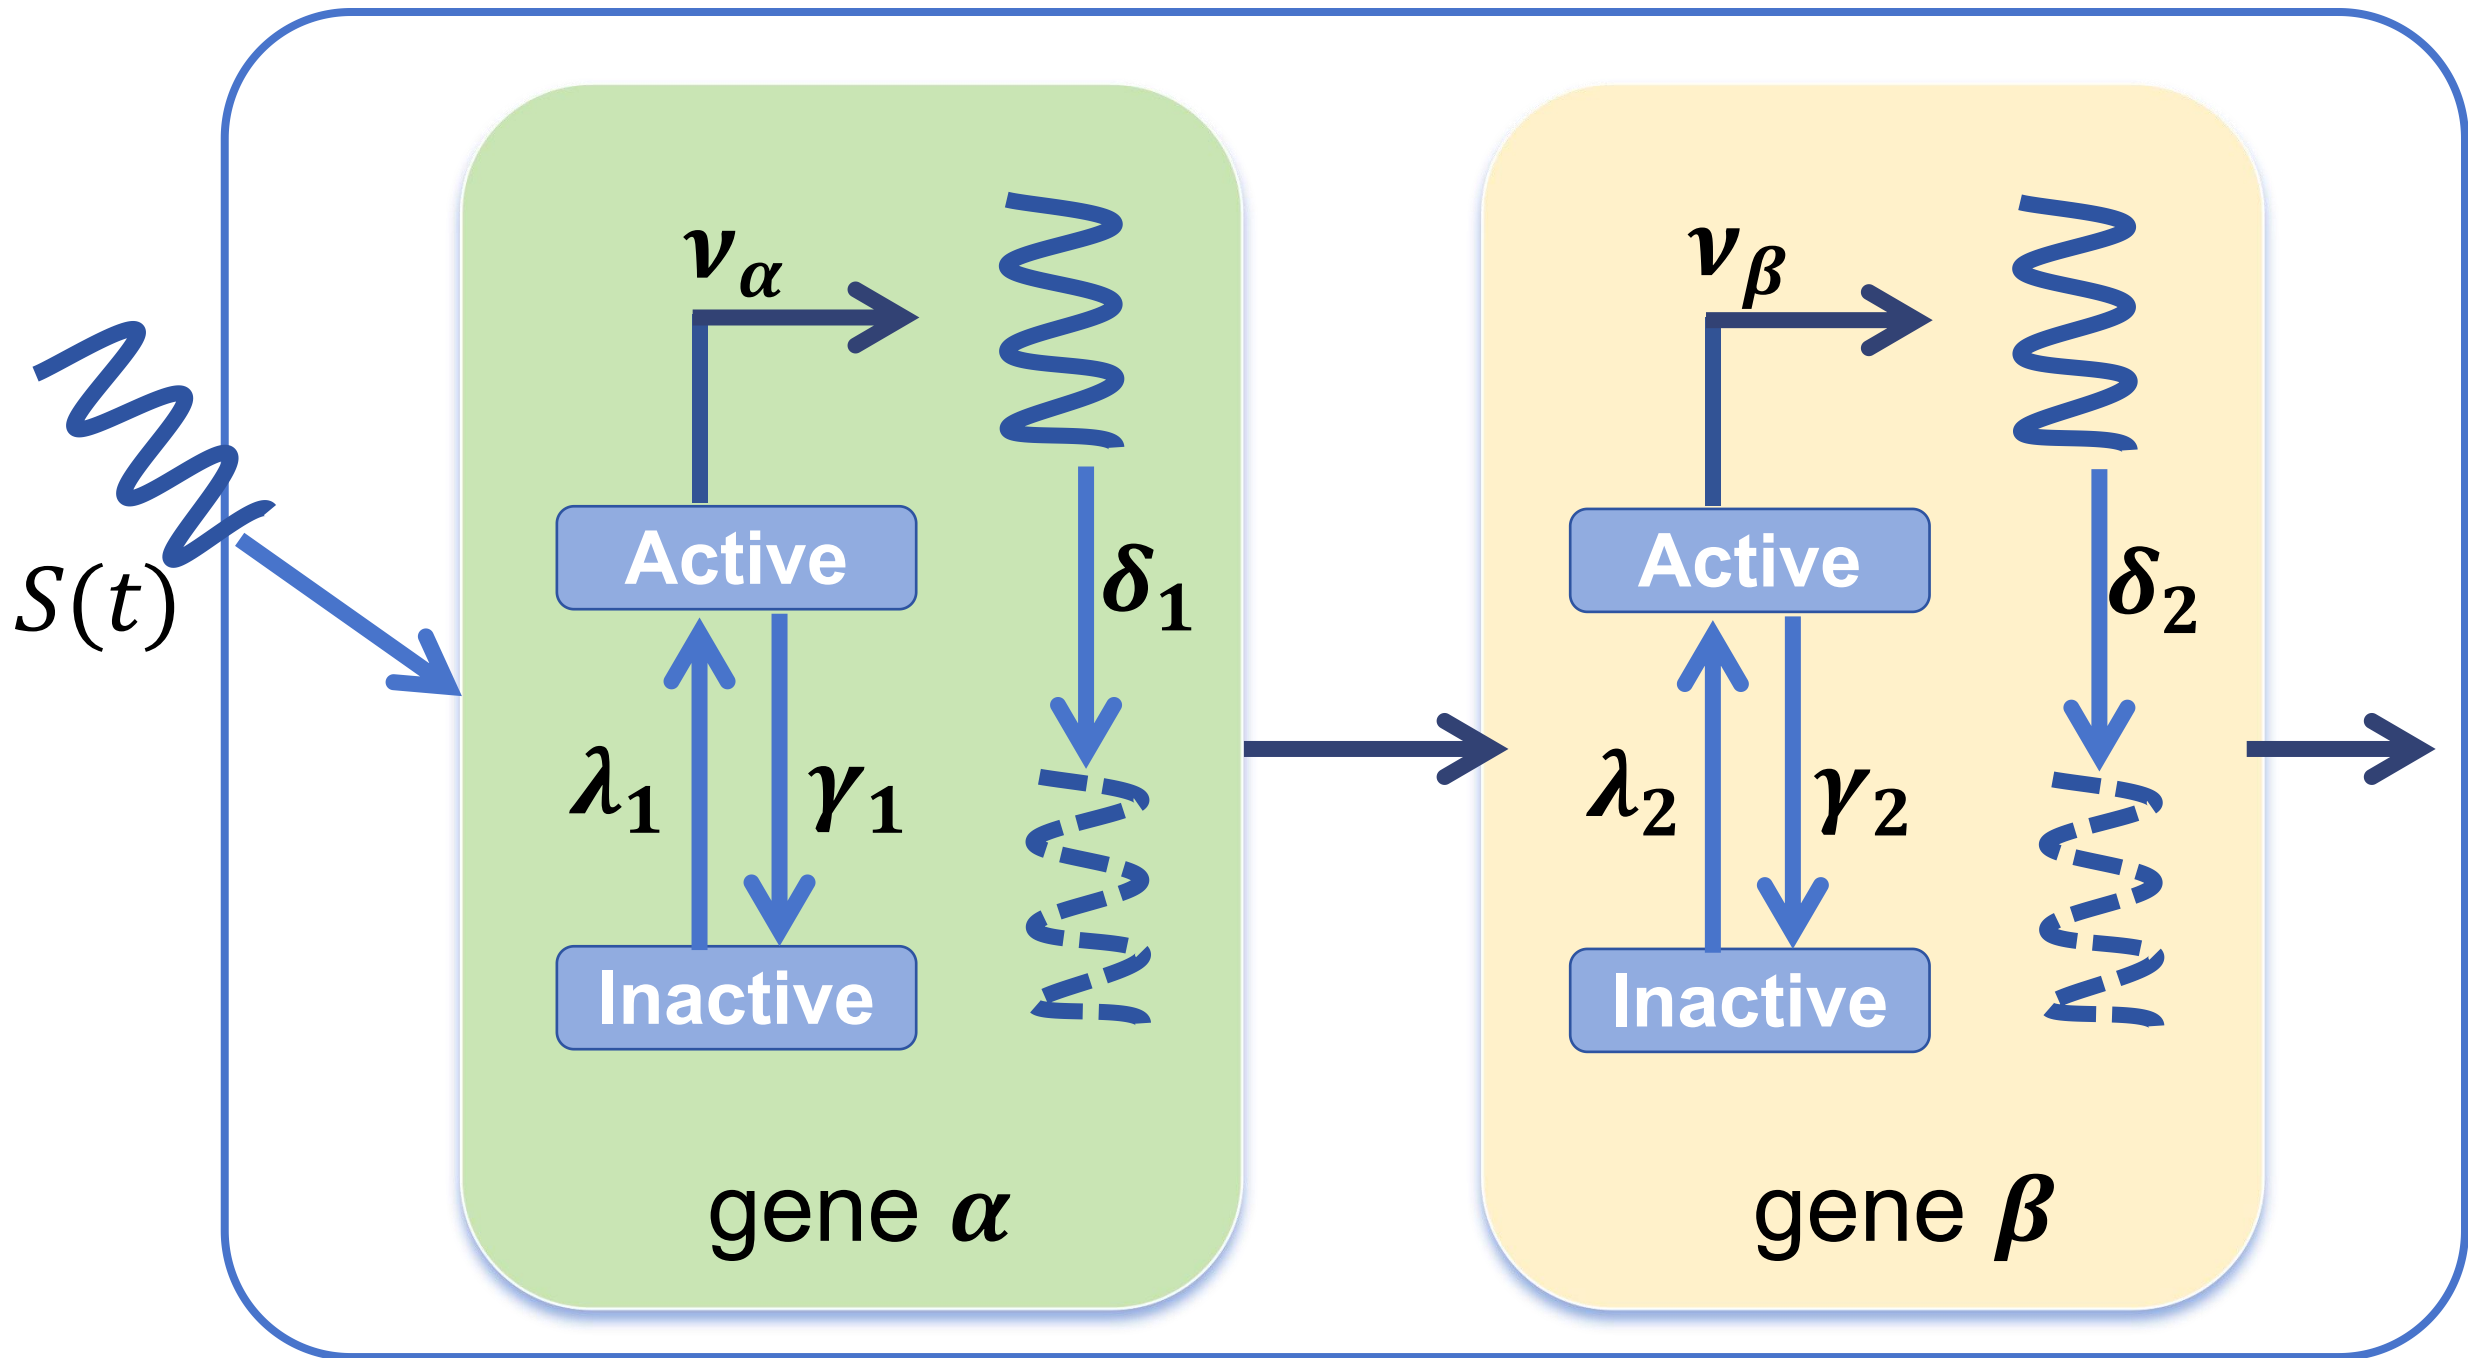 S(t)
ν_α
Active
λ_1
γ_1
Inactive
δ_1
gene α
ν_β
Active
λ_2
γ_2
Inactive
δ_2
gene β